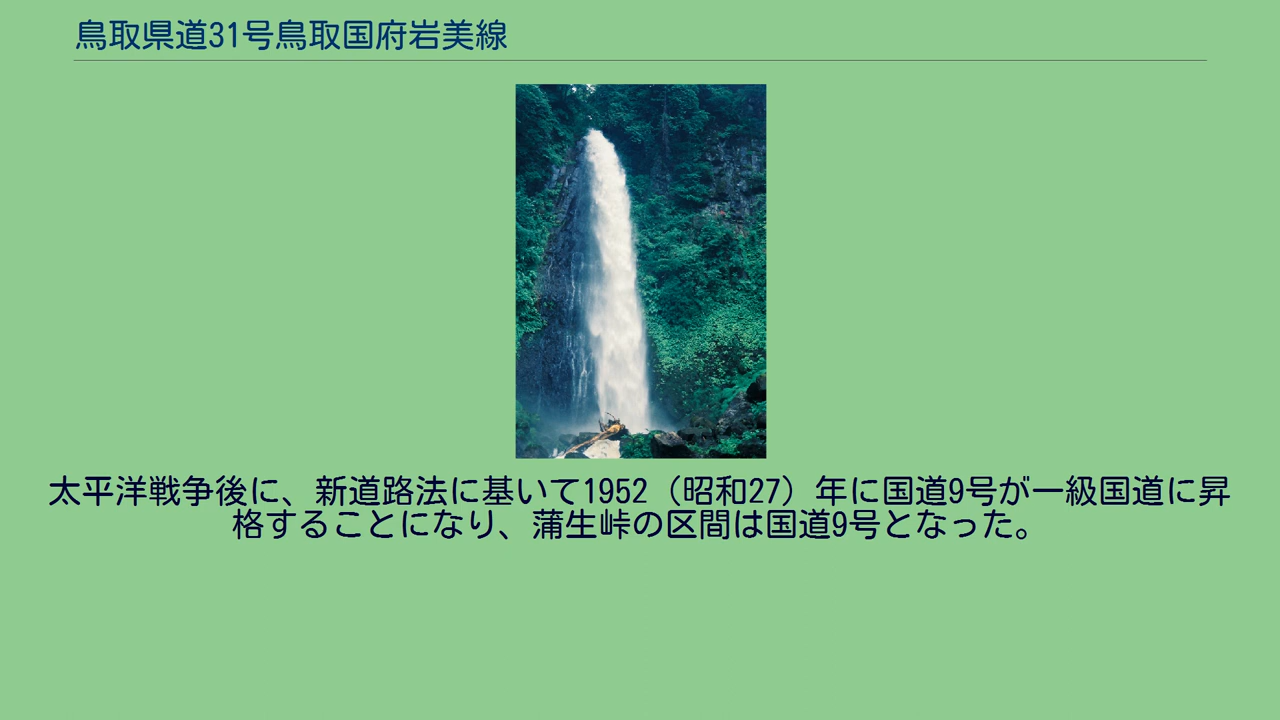 鳥取県道31号鳥取国府岩美線
太平洋戦争後に、新道路法に基いて1952（昭和27）年に国道9号が一級国道に昇
格することになり、蒲生峠の区間は国道9号となった。